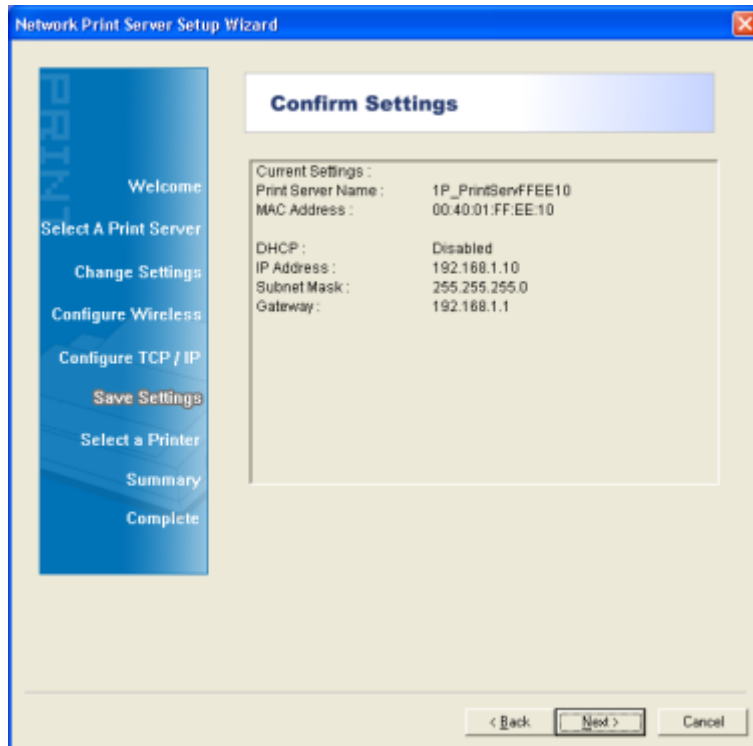 Network Print Server Setup Wizard
PRINT
Welcome
Select A Print Server
Change Settings
Configure Wireless
Configure TCP / IP
Save Settings
Select a Printer
Summary
Complete
Confirm Settings
Current Settings :
Print Server Name : 1P_PrintServFFEE10
MAC Address : 00:40:01:FF:EE:10
DHCP : Disabled
IP Address : 192.168.1.10
Subnet Mask : 255.255.255.0
Gateway : 192.168.1.1
< Back
Next >
Cancel